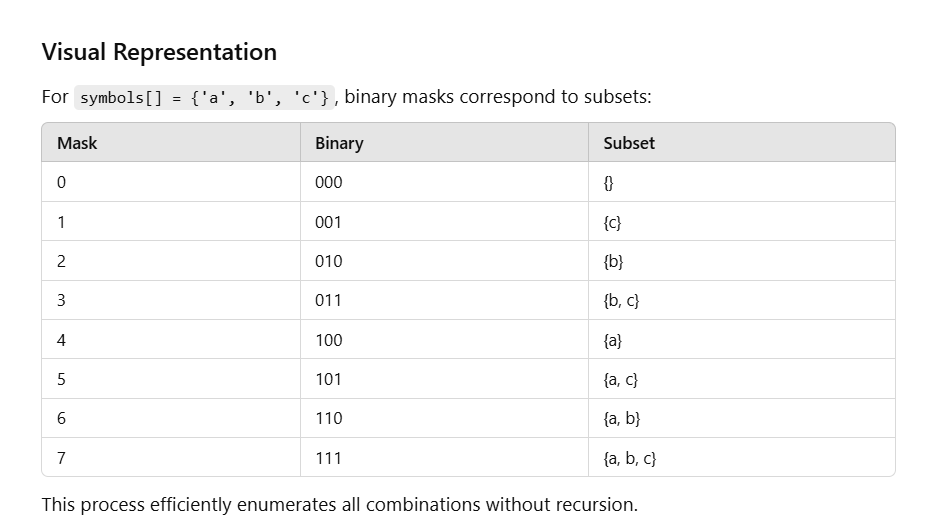 Visual Representation
For symbols[] = {'a', 'b', 'c'}, binary masks correspond to subsets:
Mask Binary Subset
0 000 {}
1 001 {c}
2 010 {b}
3 011 {b, c}
4 100 {a}
5 101 {a, c}
6 110 {a, b}
7 111 {a, b, c}
This process efficiently enumerates all combinations without recursion.